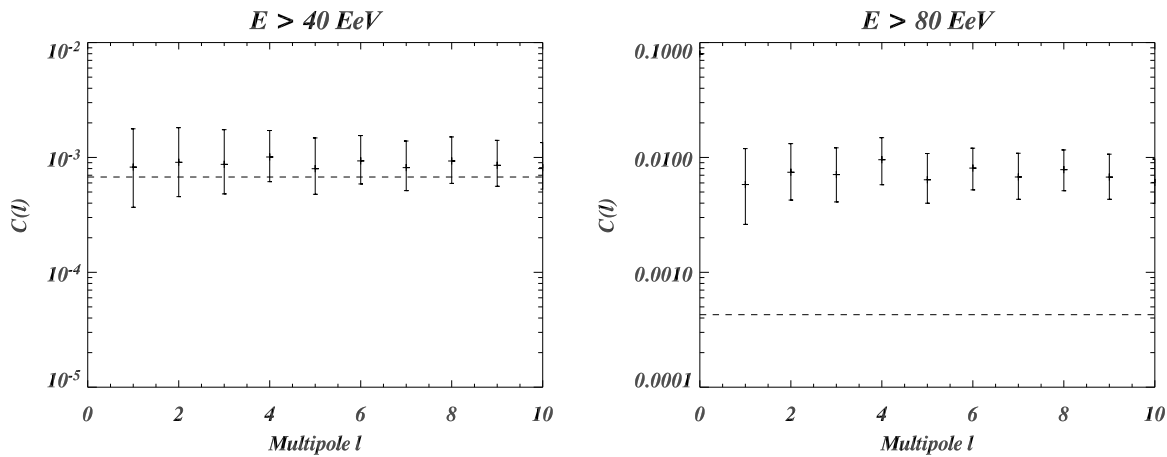 E > 40 EeV
10-2
10-3
10-4
10-5
C(l)
0 2 4 6 8 10
Multipole l
E > 80 EeV
0.1000
0.0100
0.0010
0.0001
C(l)
0 2 4 6 8 10
Multipole l